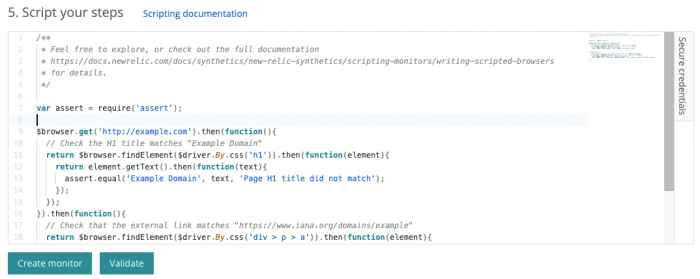 5. Script your steps Scripting documentation
1 /**
2 * Feel free to explore, or check out the full documentation
3 * https://docs.newrelic.com/docs/synthetics/new-relic-synthetics/scripting-monitors/writing-scripted-browsers
4 * for details.
5 */
6
7 var assert = require('assert');
8
9 $browser.get('http://example.com').then(function(){
10 // Check the H1 title matches "Example Domain"
11 return $browser.findElement($driver.By.css('h1')).then(function(element){
12 return element.getText().then(function(text){
13 assert.equal('Example Domain', text, 'Page H1 title did not match');
14 });
15 });
16 }).then(function(){
17 // Check that the external link matches "https://www.iana.org/domains/example"
18 return $browser.findElement($driver.By.css('div > p > a')).then(function(element){
Secure credentials
Create monitor Validate